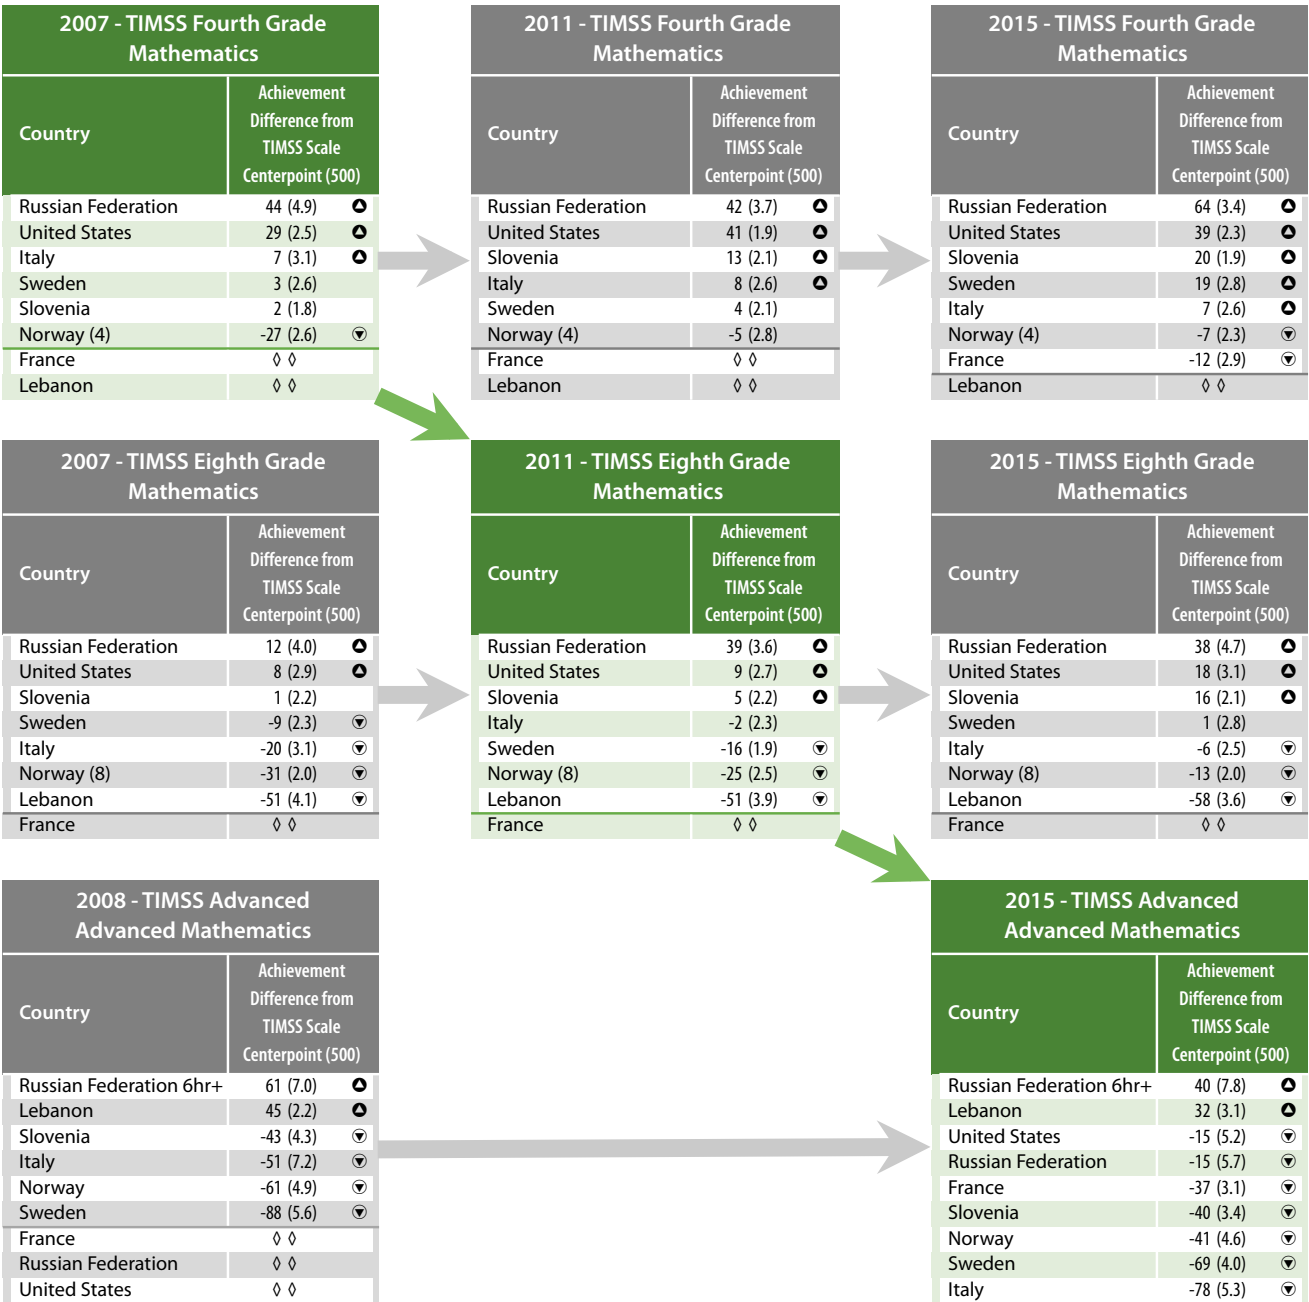 2007 - TIMSS Fourth Grade
Mathematics
Country
Achievement
Difference from
TIMSS Scale
Centerpoint (500)
Russian Federation 44 (4.9)
United States 29 (2.5)
Italy 7 (3.1)
Sweden 3 (2.6)
Slovenia 2 (1.8)
Norway (4) -27 (2.6)
France ◊ ◊
Lebanon ◊ ◊
2011 - TIMSS Fourth Grade
Mathematics
Country
Achievement
Difference from
TIMSS Scale
Centerpoint (500)
Russian Federation 42 (3.7)
United States 41 (1.9)
Slovenia 13 (2.1)
Italy 8 (2.6)
Sweden 4 (2.1)
Norway (4) -5 (2.8)
France ◊ ◊
Lebanon ◊ ◊
2015 - TIMSS Fourth Grade
Mathematics
Country
Achievement
Difference from
TIMSS Scale
Centerpoint (500)
Russian Federation 64 (3.4)
United States 39 (2.3)
Slovenia 20 (1.9)
Sweden 19 (2.8)
Italy 7 (2.6)
Norway (4) -7 (2.3)
France -12 (2.9)
Lebanon ◊ ◊
2007 - TIMSS Eighth Grade
Mathematics
Country
Achievement
Difference from
TIMSS Scale
Centerpoint (500)
Russian Federation 12 (4.0)
United States 8 (2.9)
Slovenia 1 (2.2)
Sweden -9 (2.3)
Italy -20 (3.1)
Norway (8) -31 (2.0)
Lebanon -51 (4.1)
France ◊ ◊
2011 - TIMSS Eighth Grade
Mathematics
Country
Achievement
Difference from
TIMSS Scale
Centerpoint (500)
Russian Federation 39 (3.6)
United States 9 (2.7)
Slovenia 5 (2.2)
Italy -2 (2.3)
Sweden -16 (1.9)
Norway (8) -25 (2.5)
Lebanon -51 (3.9)
France ◊ ◊
2015 - TIMSS Eighth Grade
Mathematics
Country
Achievement
Difference from
TIMSS Scale
Centerpoint (500)
Russian Federation 38 (4.7)
United States 18 (3.1)
Slovenia 16 (2.1)
Sweden 1 (2.8)
Italy -6 (2.5)
Norway (8) -13 (2.0)
Lebanon -58 (3.6)
France ◊ ◊
2008 - TIMSS Advanced
Advanced Mathematics
Country
Achievement
Difference from
TIMSS Scale
Centerpoint (500)
Russian Federation 6hr+ 61 (7.0)
Lebanon 45 (2.2)
Slovenia -43 (4.3)
Italy -51 (7.2)
Norway -61 (4.9)
Sweden -88 (5.6)
France ◊ ◊
Russian Federation ◊ ◊
United States ◊ ◊
2015 - TIMSS Advanced
Advanced Mathematics
Country
Achievement
Difference from
TIMSS Scale
Centerpoint (500)
Russian Federation 6hr+ 40 (7.8)
Lebanon 32 (3.1)
United States -15 (5.2)
Russian Federation -15 (5.7)
France -37 (3.1)
Slovenia -40 (3.4)
Norway -41 (4.6)
Sweden -69 (4.0)
Italy -78 (5.3)